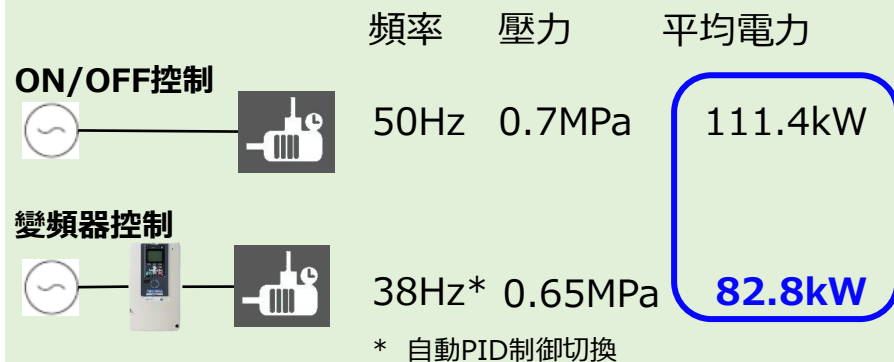 頻率 壓力 平均電力
ON/OFF控制
50Hz 0.7MPa 111.4kW
變頻器控制
38Hz* 0.65MPa 82.8kW
* 自動PID制御切換